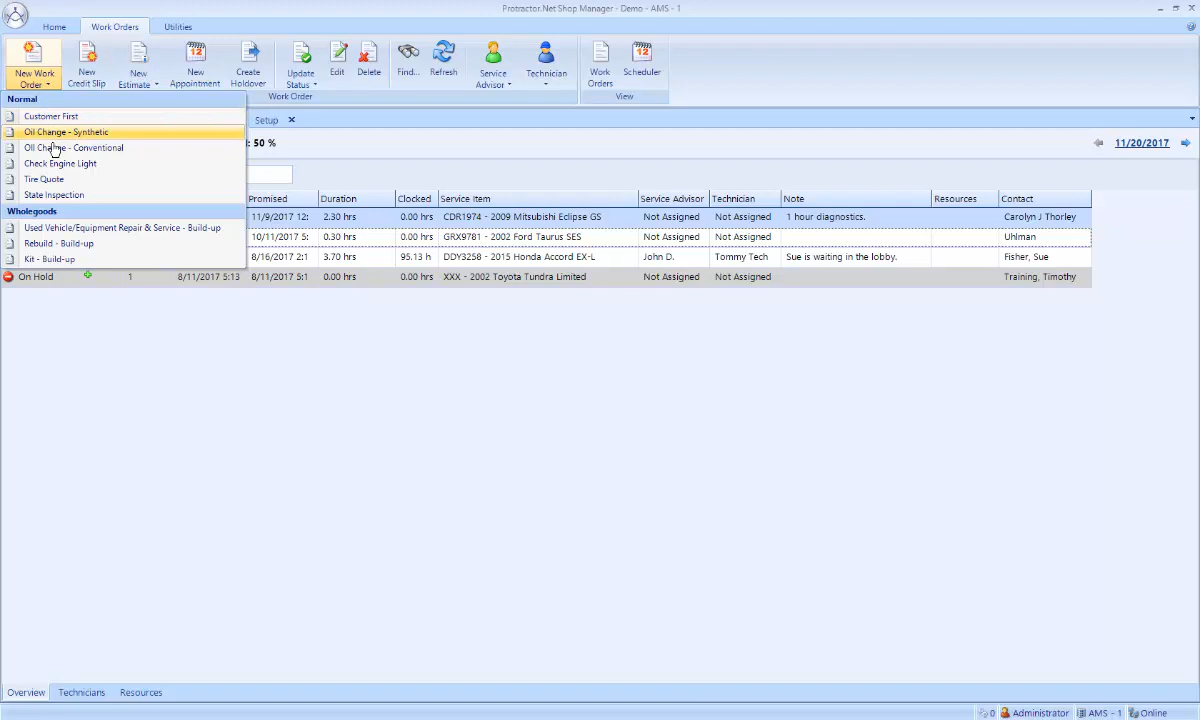 Protractor.Net Shop Manager - Demo - AMS - 1
Home Work Orders Utilities
New Work Order
New Credit Slip
New Estimate
12 New Appointment
Create Holdover
Update Status
Edit
Delete
Find...
Refresh
Service Advisor
Technician
Work Orders
12 Scheduler
Work Order
View
Normal
Customer First
Oil Change - Synthetic
Oil Change - Conventional
Check Engine Light
Tire Quote
State Inspection
Wholegoods
Used Vehicle/Equipment Repair & Service - Build-up
Rebuild - Build-up
Kit - Build-up
Setup
: 50 %
11/20/2017
Promised Duration Clocked Service Item Service Advisor Technician Note Resources Contact
11/9/2017 12: 2.30 hrs 0.00 hrs CDR1974 - 2009 Mitsubishi Eclipse GS Not Assigned Not Assigned 1 hour diagnostics. Carolyn J Thorley
10/11/2017 5: 0.30 hrs 0.00 hrs GRX9781 - 2002 Ford Taurus SES Not Assigned Not Assigned Uhlman
8/16/2017 2:1 3.70 hrs 95.13 h DDY3258 - 2015 Honda Accord EX-L John D. Tommy Tech Sue is waiting in the lobby. Fisher, Sue
On Hold 1 8/11/2017 5:13 8/11/2017 5:1 0.00 hrs 0.00 hrs XXX - 2002 Toyota Tundra Limited Not Assigned Not Assigned Training, Timothy
Overview Technicians Resources
0 Administrator AMS - 1 Online